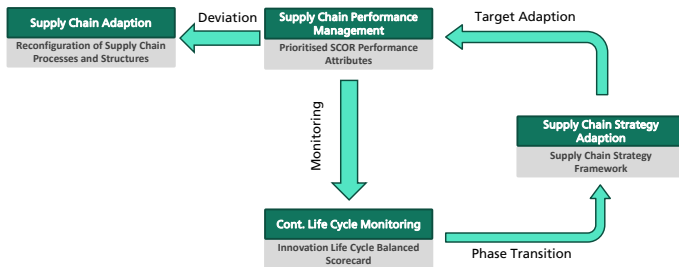 Supply Chain Adaption
Reconfiguration of Supply Chain
Processes and Structures
Deviation
Supply Chain Performance
Management
Prioritised SCOR Performance
Attributes
Target Adaption
Monitoring
Supply Chain Strategy
Adaption
Supply Chain Strategy
Framework
Cont. Life Cycle Monitoring
Innovation Life Cycle Balanced
Scorecard
Phase Transition